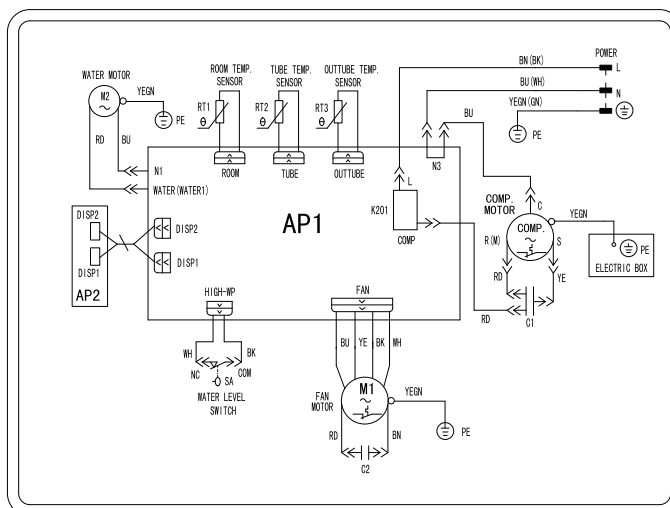 POWER
BN(BK)
L
BU(WH)
N
YEGN(GN)
PE
ROOM TEMP.
SENSOR
TUBE TEMP.
SENSOR
OUTTUBE TEMP.
SENSOR
WATER MOTOR
M2
YEGN
PE
RD
BU
RT1
θ
RT2
θ
RT3
θ
ROOM
TUBE
OUTTUBE
N1
WATER(WATER1)
N3
BU
L
K201
COMP
AP1
DISP2
DISP1
AP2
DISP2
DISP1
COMP.
MOTOR
C
COMP.
YEGN
R(M)
S
RD
YE
C1
RD
PE
ELECTRIC BOX
HIGH-WP
WH
BK
NC
COM
SA
WATER LEVEL
SWITCH
FAN
BU
YE
BK
WH
M1
FAN
MOTOR
YEGN
PE
RD
BN
C2